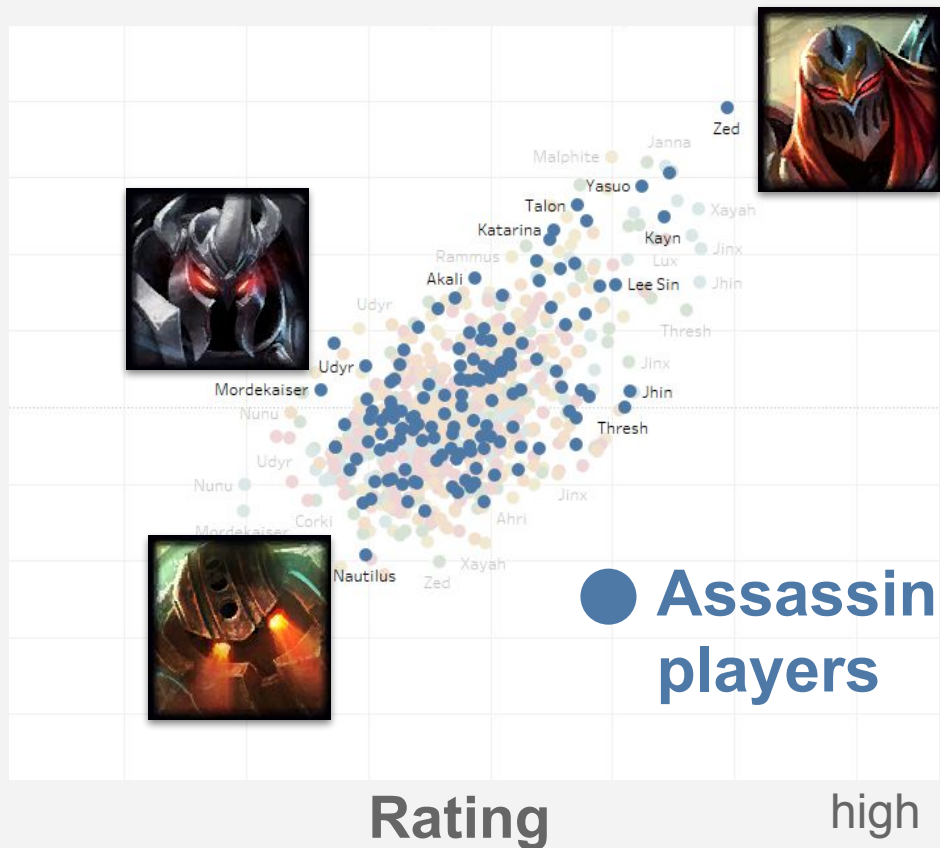 Zed
Janna
Malphite
Yasuo
Talon
Xayah
Katarina
Kayn
Jinx
Rammus
Lux
Akali
Lee Sin
Jhin
Udyr
Thresh
Udyr
Jinx
Mordekaiser
Jhin
Nunu
Thresh
Udyr
Nunu
Jinx
Corki
Ahri
Mordekaiser
Xayah
Nautilus
Zed
Assassin
players
Rating
high